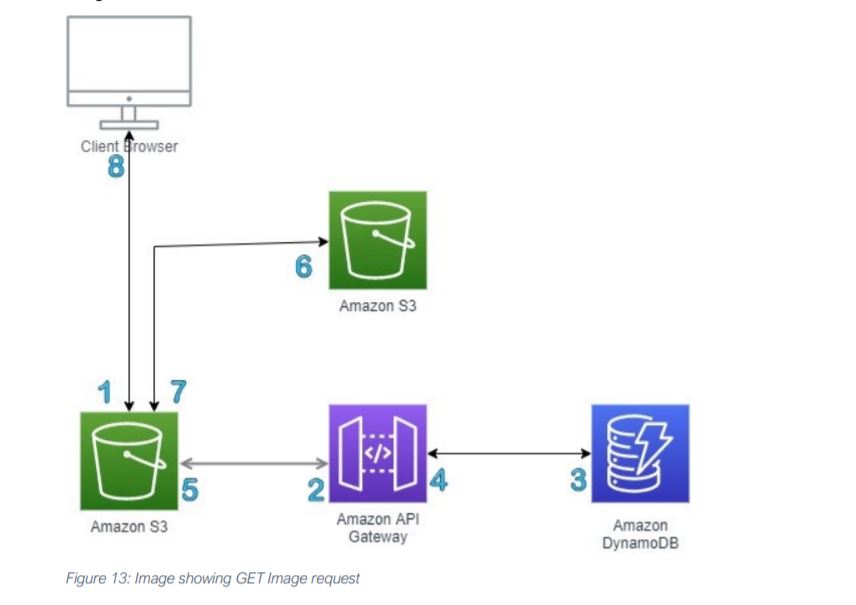 Client Browser
8
6
Amazon S3
1
7
5
2
4
3
Amazon S3
Amazon API
Gateway
Amazon
DynamoDB
Figure 13: Image showing GET Image request